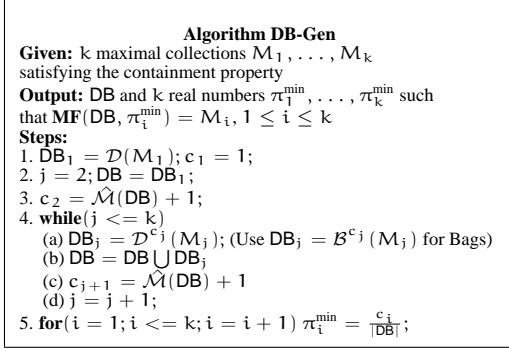 Algorithm DB-Gen
Given: k maximal collections M₁, . . . , Mₖ
satisfying the containment property
Output: DB and k real numbers π₁ᵐⁱⁿ, . . . , πₖᵐⁱⁿ such
that MF(DB, πᵢᵐⁱⁿ) = Mᵢ, 1 ≤ i ≤ k
Steps:
1. DB₁ = 𝒟(M₁); c₁ = 1;
2. j = 2; DB = DB₁;
3. c₂ = ℳ̂(DB) + 1;
4. while(j <= k)
(a) DBⱼ = 𝒟^{cⱼ}(Mⱼ); (Use DBⱼ = ℬ^{cⱼ}(Mⱼ) for Bags)
(b) DB = DB ⋃ DBⱼ
(c) cⱼ₊₁ = ℳ̂(DB) + 1
(d) j = j + 1;
5. for(i = 1; i <= k; i = i + 1) πᵢᵐⁱⁿ = cᵢ/|DB|;